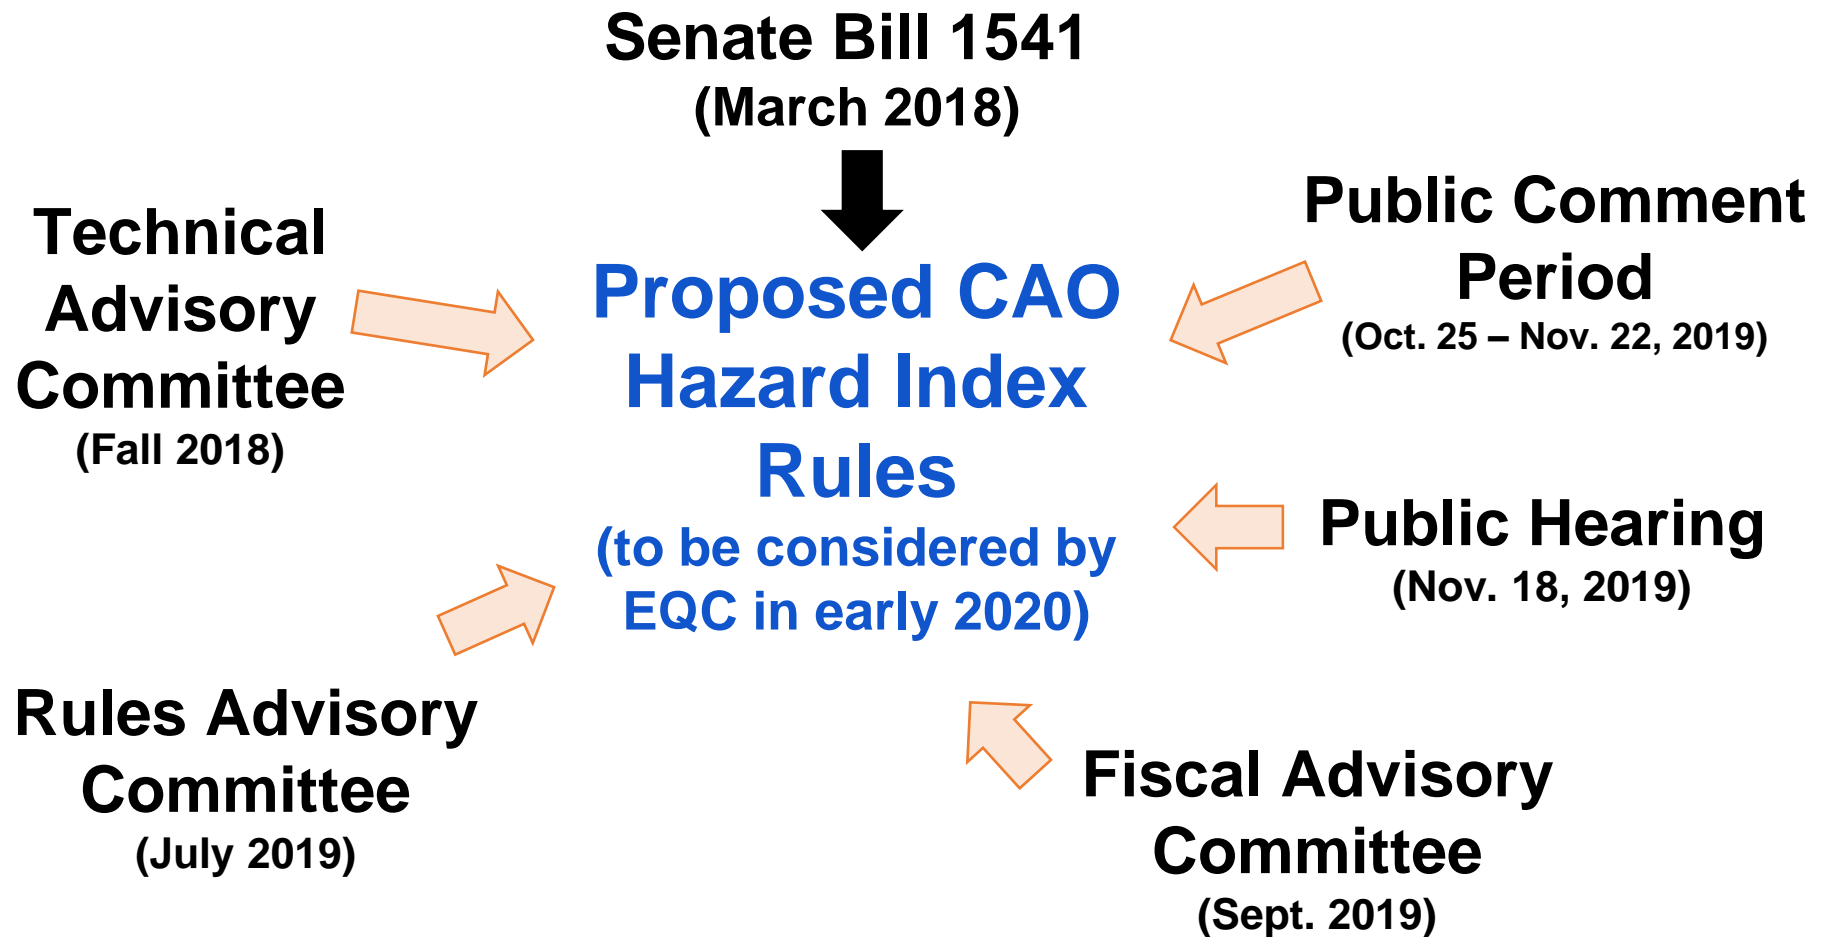 Senate Bill 1541
(March 2018)
Technical
Advisory
Committee
(Fall 2018)
Rules Advisory
Committee
(July 2019)
Proposed CAO
Hazard Index
Rules
(to be considered by
EQC in early 2020)
Public Comment
Period
(Oct. 25 – Nov. 22, 2019)
Public Hearing
(Nov. 18, 2019)
Fiscal Advisory
Committee
(Sept. 2019)